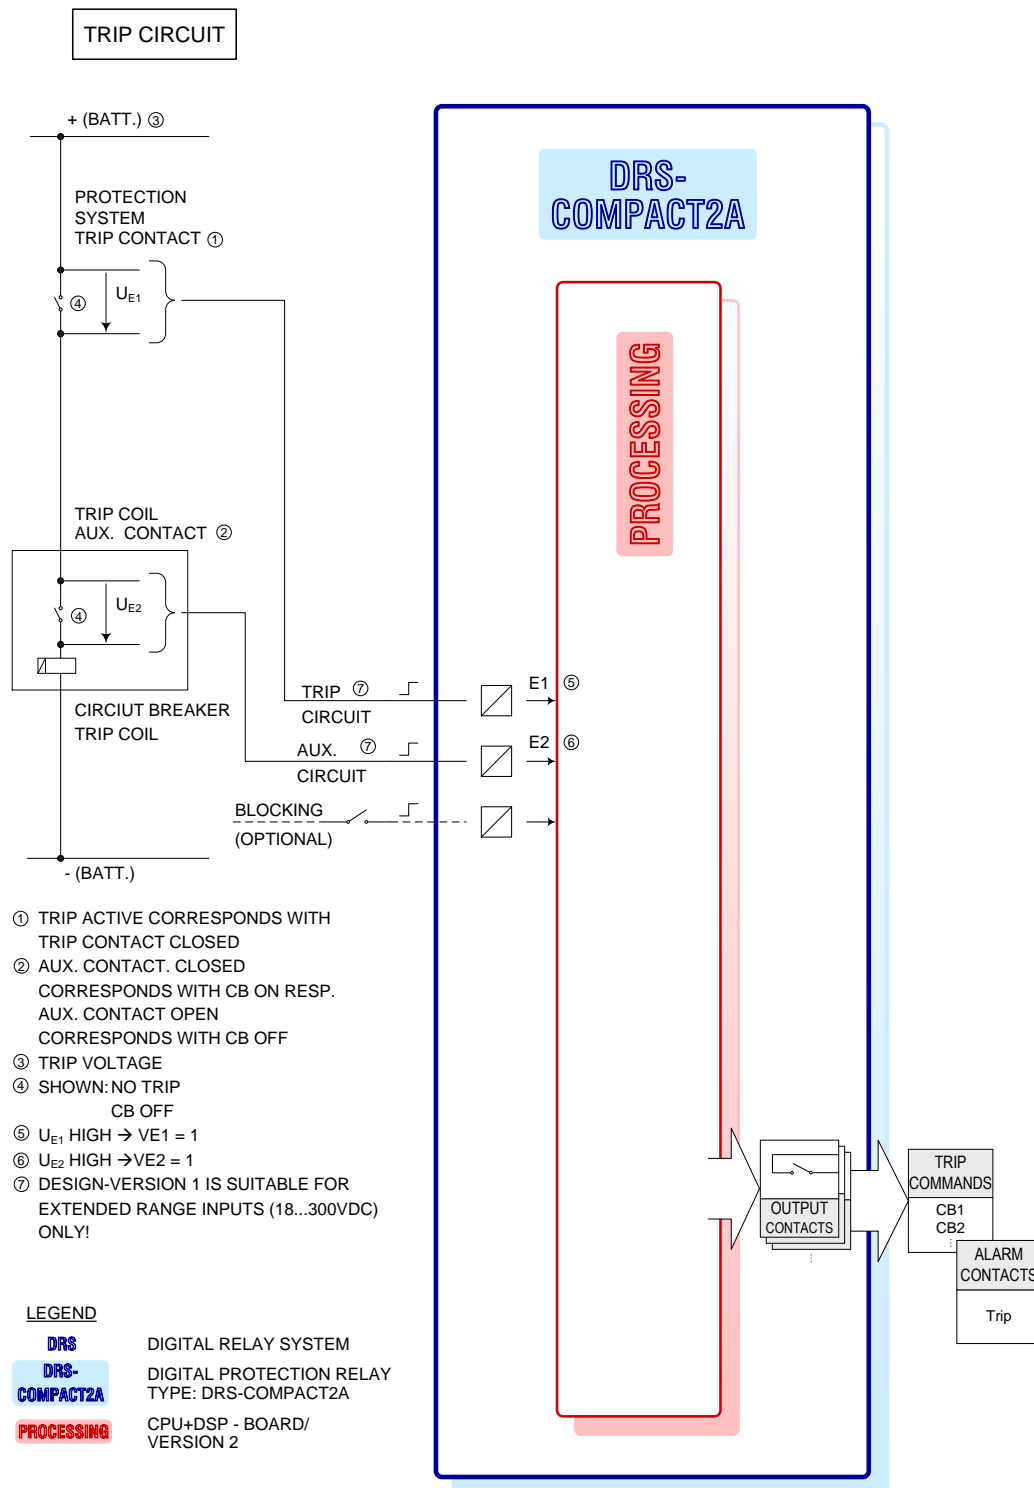 TRIP CIRCUIT
+ (BATT.) ③
PROTECTION
SYSTEM
TRIP CONTACT ①
④
UE1
TRIP COIL
AUX. CONTACT ②
④
UE2
CIRCIUT BREAKER
TRIP COIL
- (BATT.)
DRS-
COMPACT2A
PROCESSING
TRIP ⑦
CIRCUIT
E1 ⑤
AUX. ⑦
CIRCUIT
E2 ⑥
BLOCKING
(OPTIONAL)
① TRIP ACTIVE CORRESPONDS WITH
TRIP CONTACT CLOSED
② AUX. CONTACT. CLOSED
CORRESPONDS WITH CB ON RESP.
AUX. CONTACT OPEN
CORRESPONDS WITH CB OFF
③ TRIP VOLTAGE
④ SHOWN: NO TRIP
CB OFF
⑤ UE1 HIGH → VE1 = 1
⑥ UE2 HIGH →VE2 = 1
⑦ DESIGN-VERSION 1 IS SUITABLE FOR
EXTENDED RANGE INPUTS (18...300VDC)
ONLY!
OUTPUT
CONTACTS
TRIP
COMMANDS
CB1
CB2
ALARM
CONTACTS
Trip
LEGEND
DRS DIGITAL RELAY SYSTEM
DRS-
COMPACT2A
DIGITAL PROTECTION RELAY
TYPE: DRS-COMPACT2A
PROCESSING
CPU+DSP - BOARD/
VERSION 2